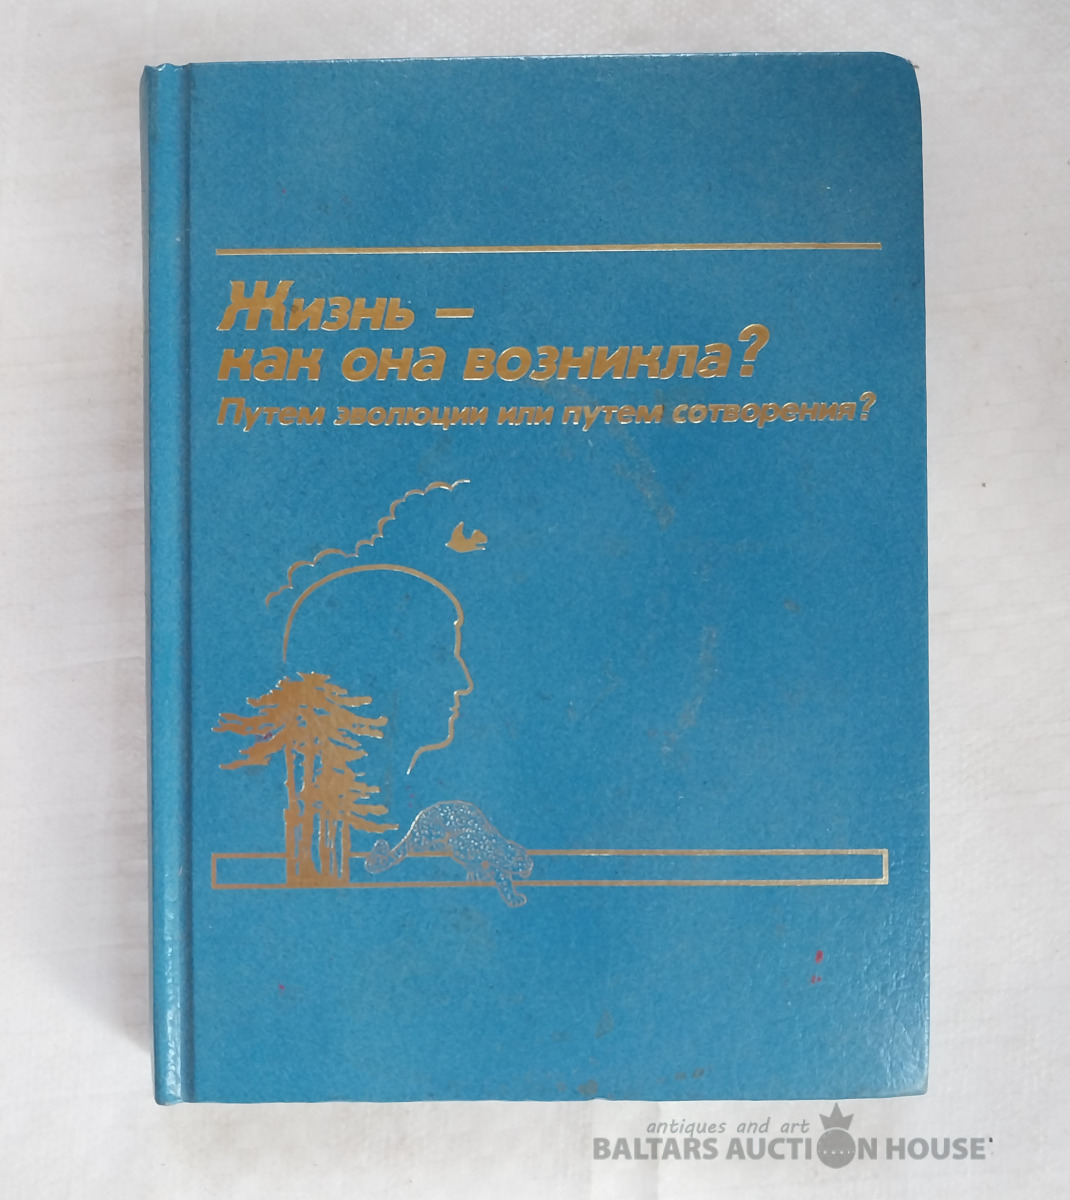 Жизнь –
как она возникла?
Путем эволюции или путем сотворения?
antiques and art
BALTARS AUCTION HOUSE